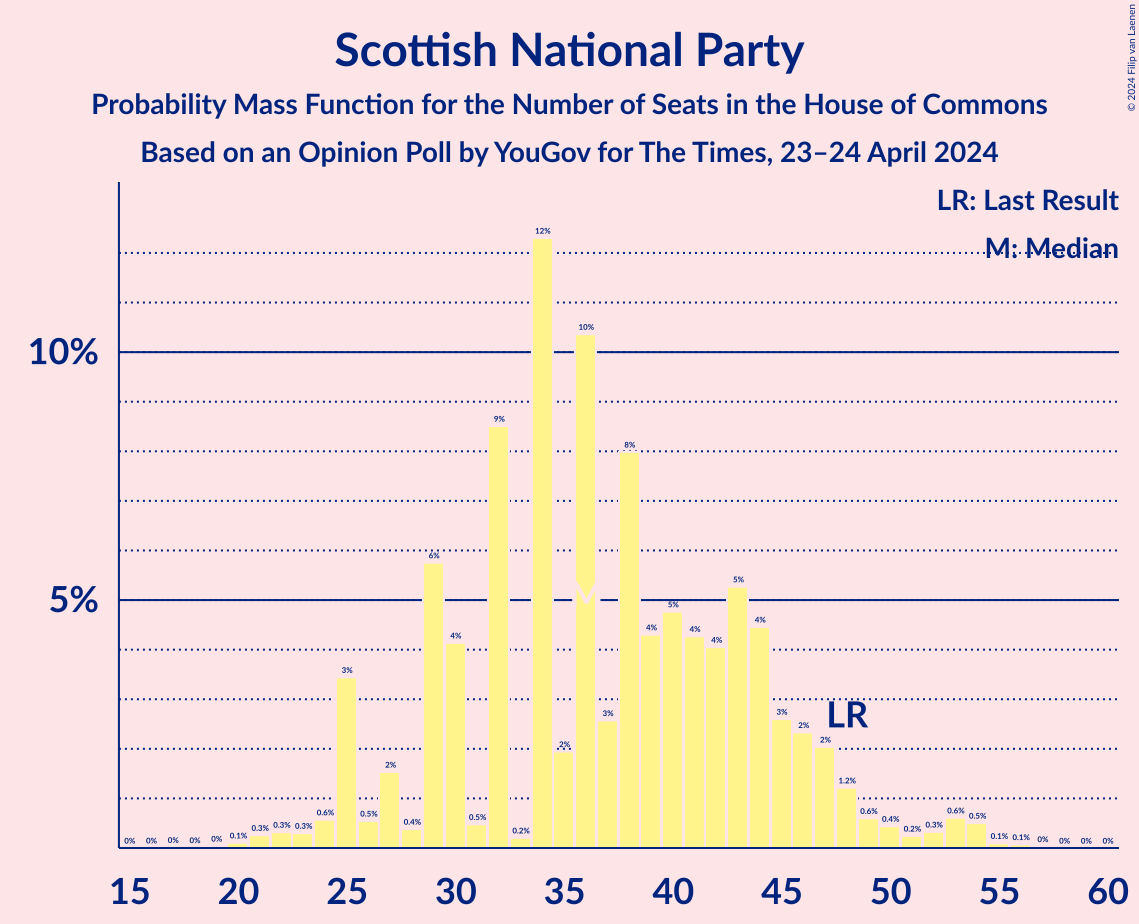 Scottish National Party
Probability Mass Function for the Number of Seats in the House of Commons
Based on an Opinion Poll by YouGov for The Times, 23–24 April 2024
© 2024 Filip van Laenen
LR: Last Result
M: Median
10%
5%
0% 0% 0% 0% 0% 0.1% 0.3% 0.3% 0.3% 0.6% 3% 0.5% 2% 0.4% 6% 4% 0.5% 9% 0.2% 12% 2% 10% 3% 8% 4% 5% 4% 4% 5% 4% 3% 2% 2% 1.2% 0.6% 0.4% 0.2% 0.3% 0.6% 0.5% 0.1% 0.1% 0% 0% 0% 0%
M
LR
15 20 25 30 35 40 45 50 55 60